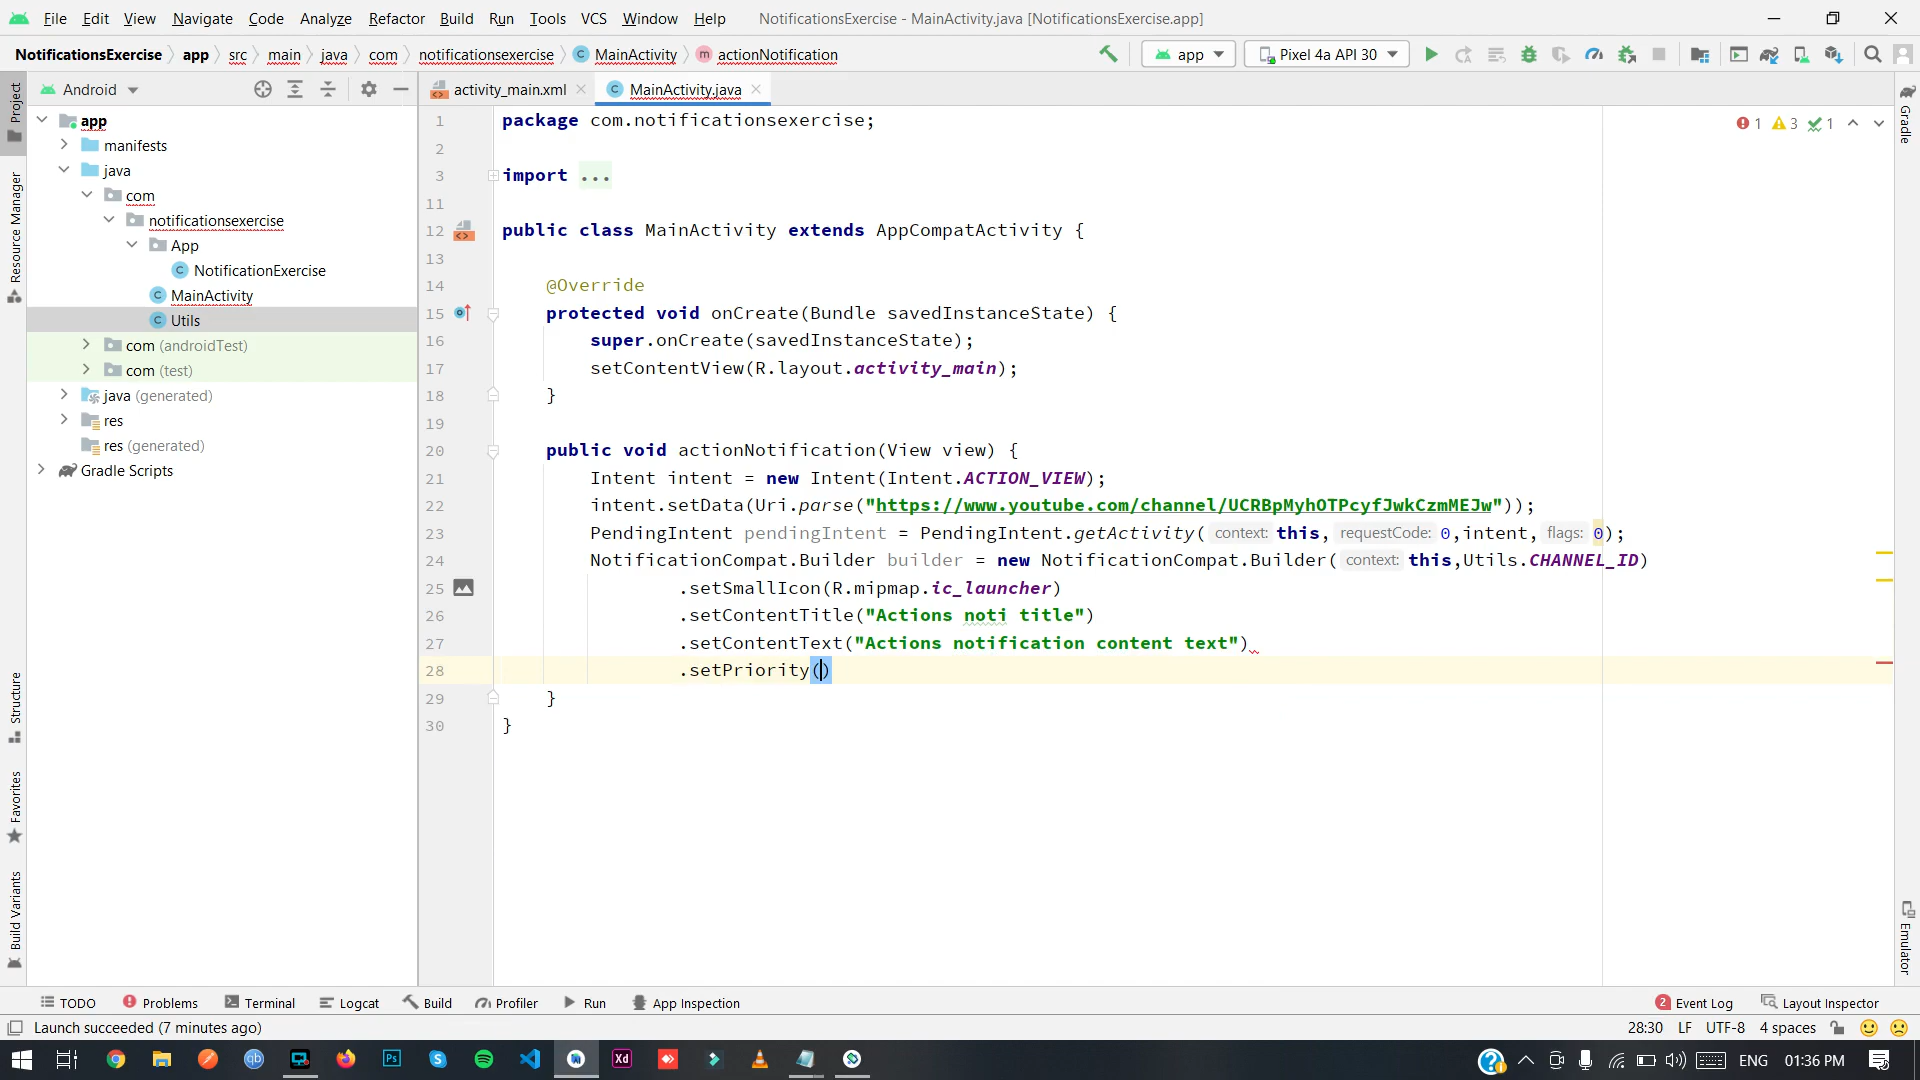 File Edit View Navigate Code Analyze Refactor Build Run Tools VCS Window Help NotificationsExercise - MainActivity.java [NotificationsExercise.app]
NotificationsExercise app src main java com notificationsexercise MainActivity actionNotification app Pixel 4a API 30
Project
Resource Manager
Structure
Favorites
Build Variants
Android
app
manifests
java
com
notificationsexercise
App
NotificationExercise
MainActivity
Utils
com (androidTest)
com (test)
java (generated)
res
res (generated)
Gradle Scripts
activity_main.xml MainActivity.java
1 3 1
1 package com.notificationsexercise;
2
3 import ...
11
12 public class MainActivity extends AppCompatActivity {
13
14 @Override
15 protected void onCreate(Bundle savedInstanceState) {
16 super.onCreate(savedInstanceState);
17 setContentView(R.layout.activity_main);
18 }
19
20 public void actionNotification(View view) {
21 Intent intent = new Intent(Intent.ACTION_VIEW);
22 intent.setData(Uri.parse("https://www.youtube.com/channel/UCRBpMyhOTPcyfJwkCzmMEJw"));
23 PendingIntent pendingIntent = PendingIntent.getActivity( context: this, requestCode: 0,intent, flags: 0);
24 NotificationCompat.Builder builder = new NotificationCompat.Builder( context: this,Utils.CHANNEL_ID)
25 .setSmallIcon(R.mipmap.ic_launcher)
26 .setContentTitle("Actions noti title")
27 .setContentText("Actions notification content text")
28 .setPriority()
29 }
30 }
Gradle
Emulator
TODO Problems Terminal Logcat Build Profiler Run App Inspection 2 Event Log Layout Inspector
Launch succeeded (7 minutes ago) 28:30 LF UTF-8 4 spaces
qb Ps Xd ENG 01:36 PM